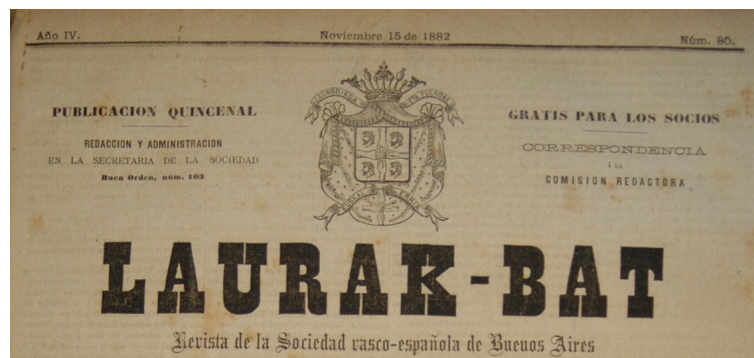 Año IV.
Noviembre 15 de 1882
Núm. 80.
PUBLICACION QUINCENAL
REDACCION Y ADMINISTRACION
EN LA SECRETARIA DE LA SOCIEDAD
Buen Orden, núm. 103
GRATIS PARA LOS SOCIOS
CORRESPONDENCIA
Á LA
COMISION REDACTORA
LAURAK-BAT
Revista de la Sociedad vasco-española de Buenos Aires